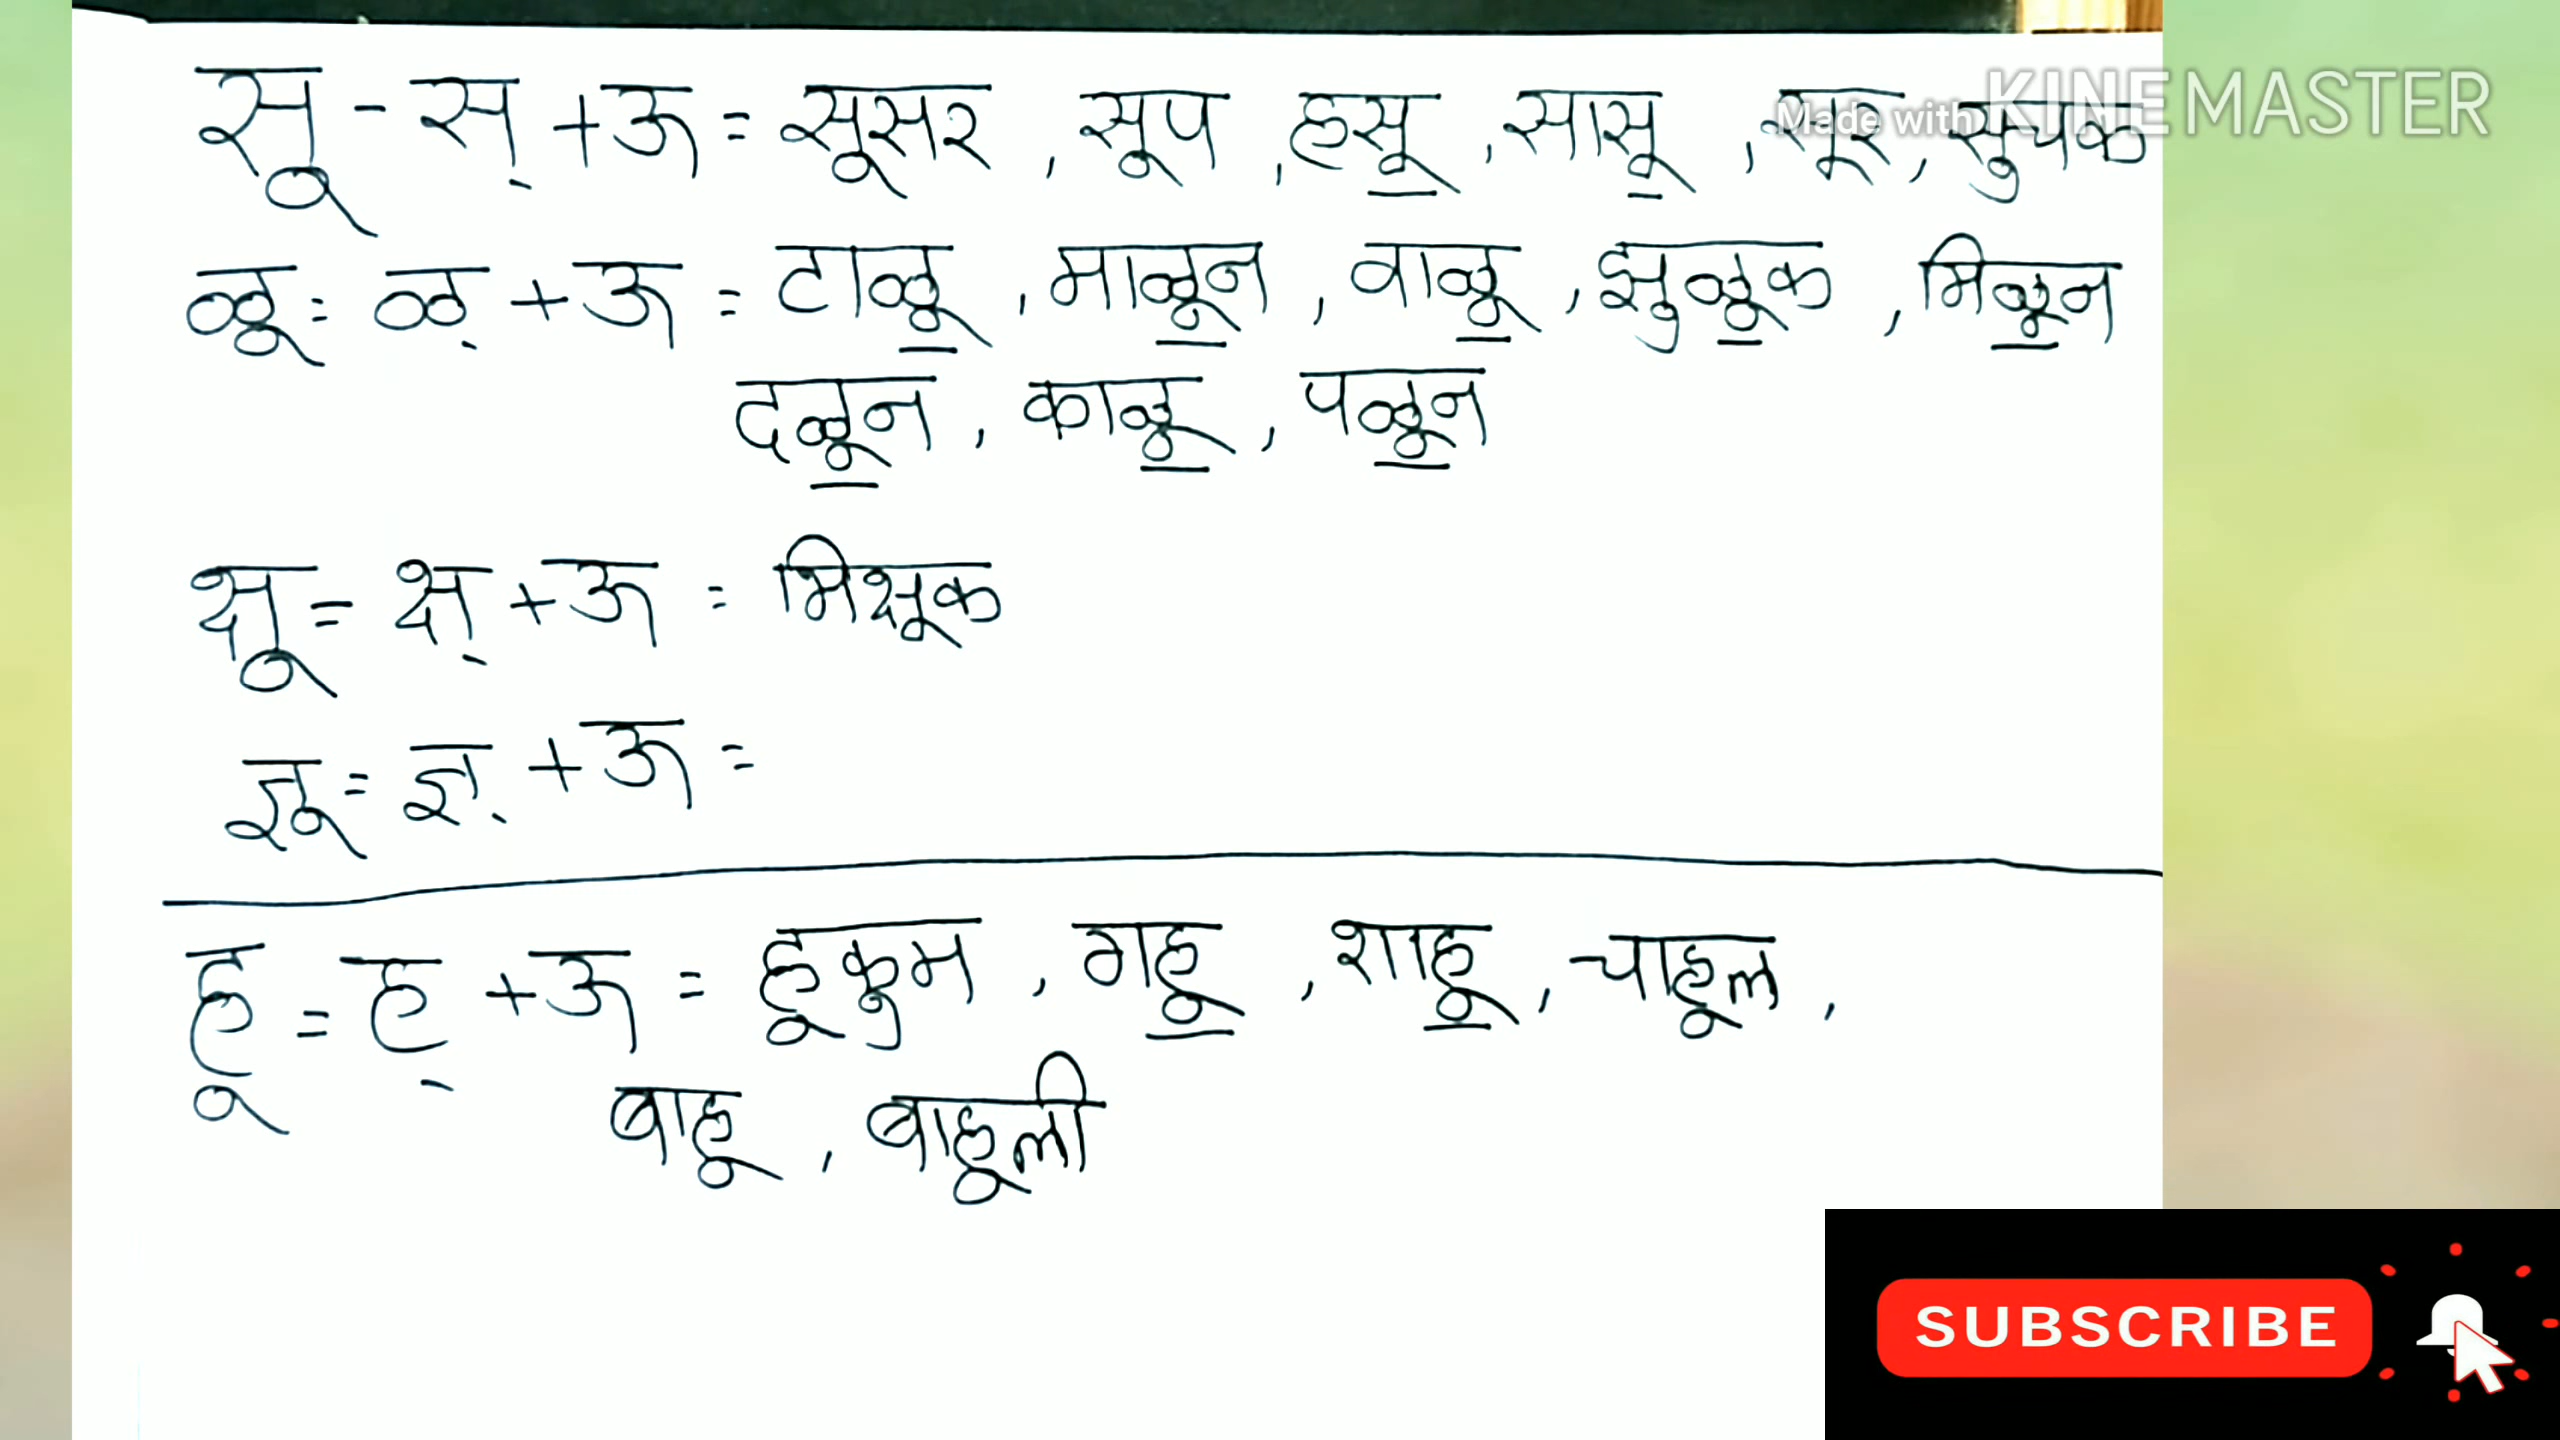 सू - स् + ऊ = सूसर , सूप , हसू , सासू , सूर , सुचक
Made with KINEMASTER
ळू = ळ् + ऊ = टाळू , माळून , वाळू , झुळूक , मिळून
दळून , काळू , पळून
क्षू = क्ष् + ऊ = भिक्षूक
ज्ञू = ज्ञ् + ऊ =
हू = ह् + ऊ = हूकुम , गहू , शाहू , चाहूल ,
बाहू , बाहूली
SUBSCRIBE